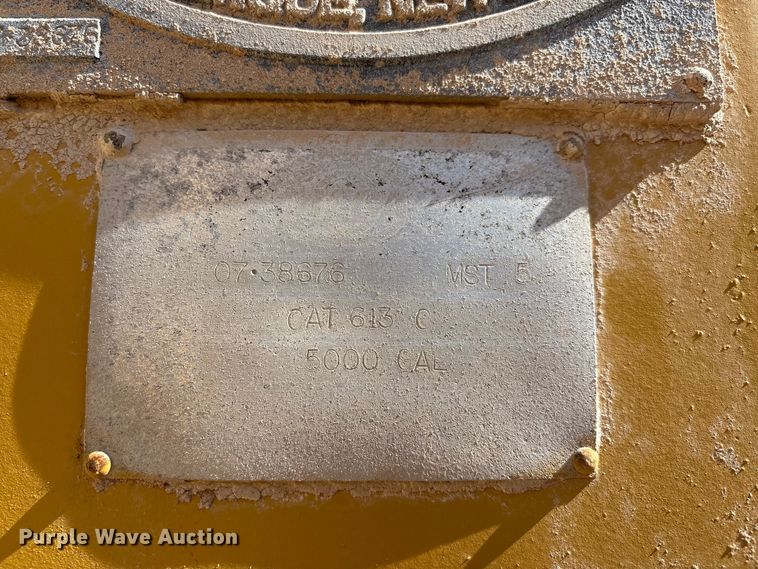 07-38676 MST 5
CAT 613 C
5000 GAL
Purple Wave Auction